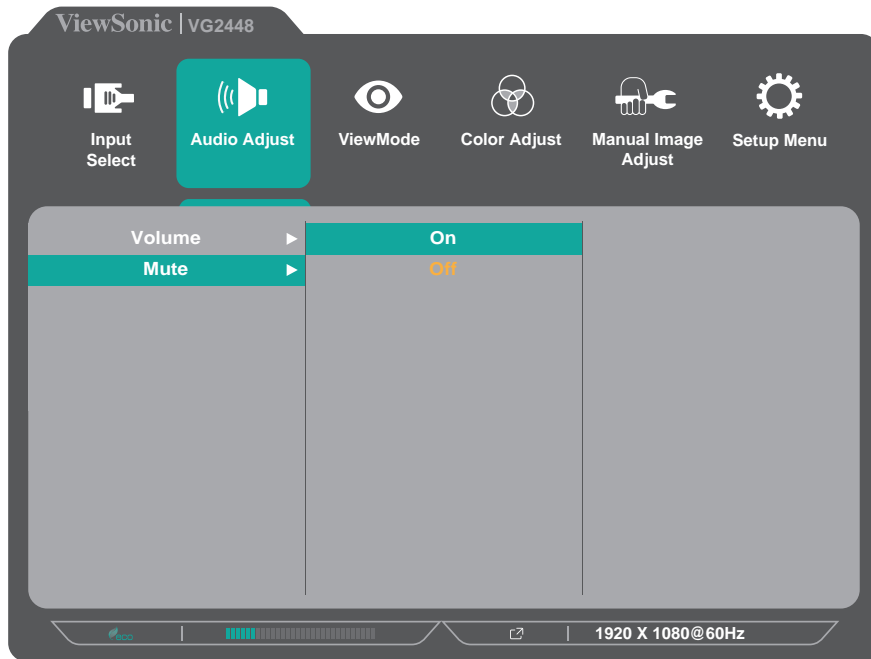 ViewSonic | VG2448
Input
Select
Audio Adjust
ViewMode
Color Adjust
Manual Image
Adjust
Setup Menu
Volume
On
Mute
Off
eco
1920 X 1080@60Hz